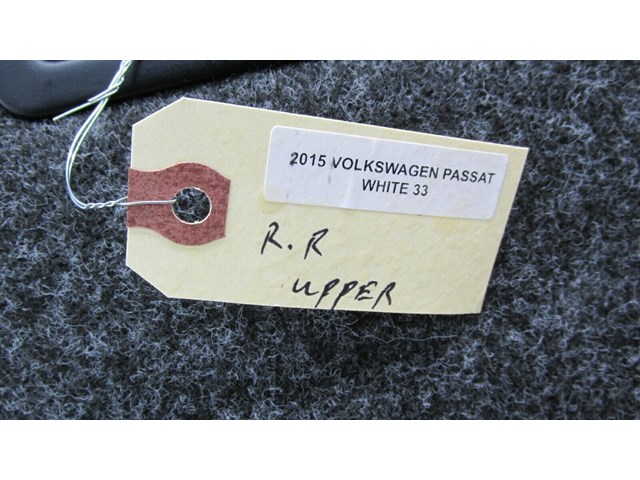 2015 VOLKSWAGEN PASSAT
WHITE 33
R.R
UPPER